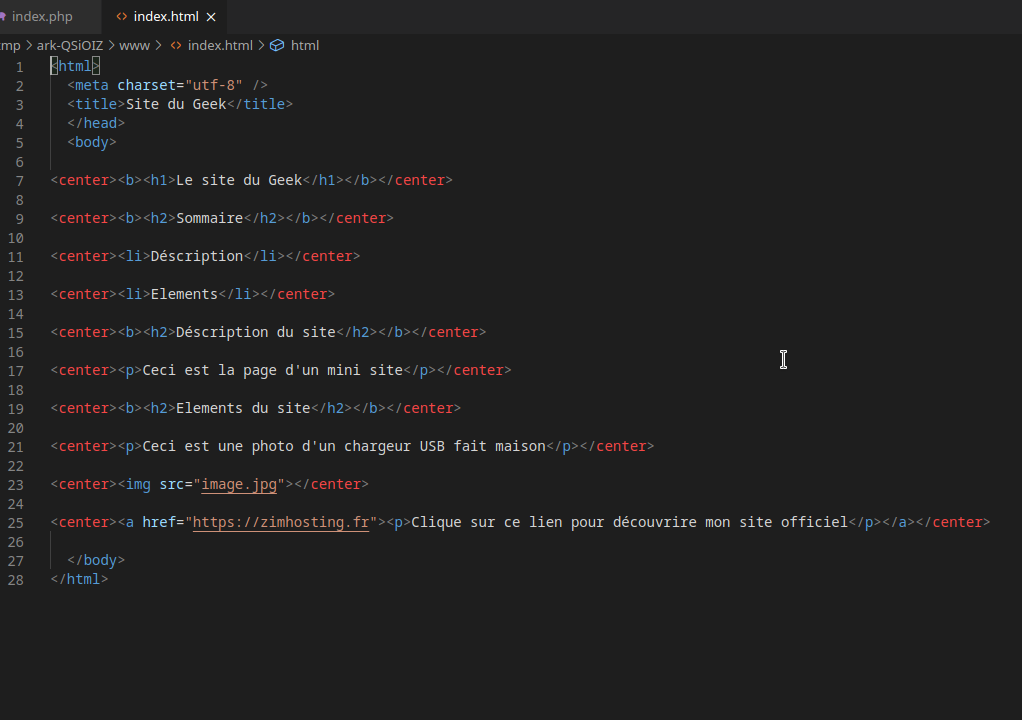 index.php
index.html
mp > ark-QSiOIZ > www > index.html > html
1 <html>
2 <meta charset="utf-8" />
3 <title>Site du Geek</title>
4 </head>
5 <body>
6
7 <center><b><h1>Le site du Geek</h1></b></center>
8
9 <center><b><h2>Sommaire</h2></b></center>
10
11 <center><li>Déscription</li></center>
12
13 <center><li>Elements</li></center>
14
15 <center><b><h2>Déscription du site</h2></b></center>
16
17 <center><p>Ceci est la page d'un mini site</p></center>
18
19 <center><b><h2>Elements du site</h2></b></center>
20
21 <center><p>Ceci est une photo d'un chargeur USB fait maison</p></center>
22
23 <center><img src="image.jpg"></center>
24
25 <center><a href="https://zimhosting.fr"><p>Clique sur ce lien pour découvrire mon site officiel</p></a></center>
26
27 </body>
28 </html>